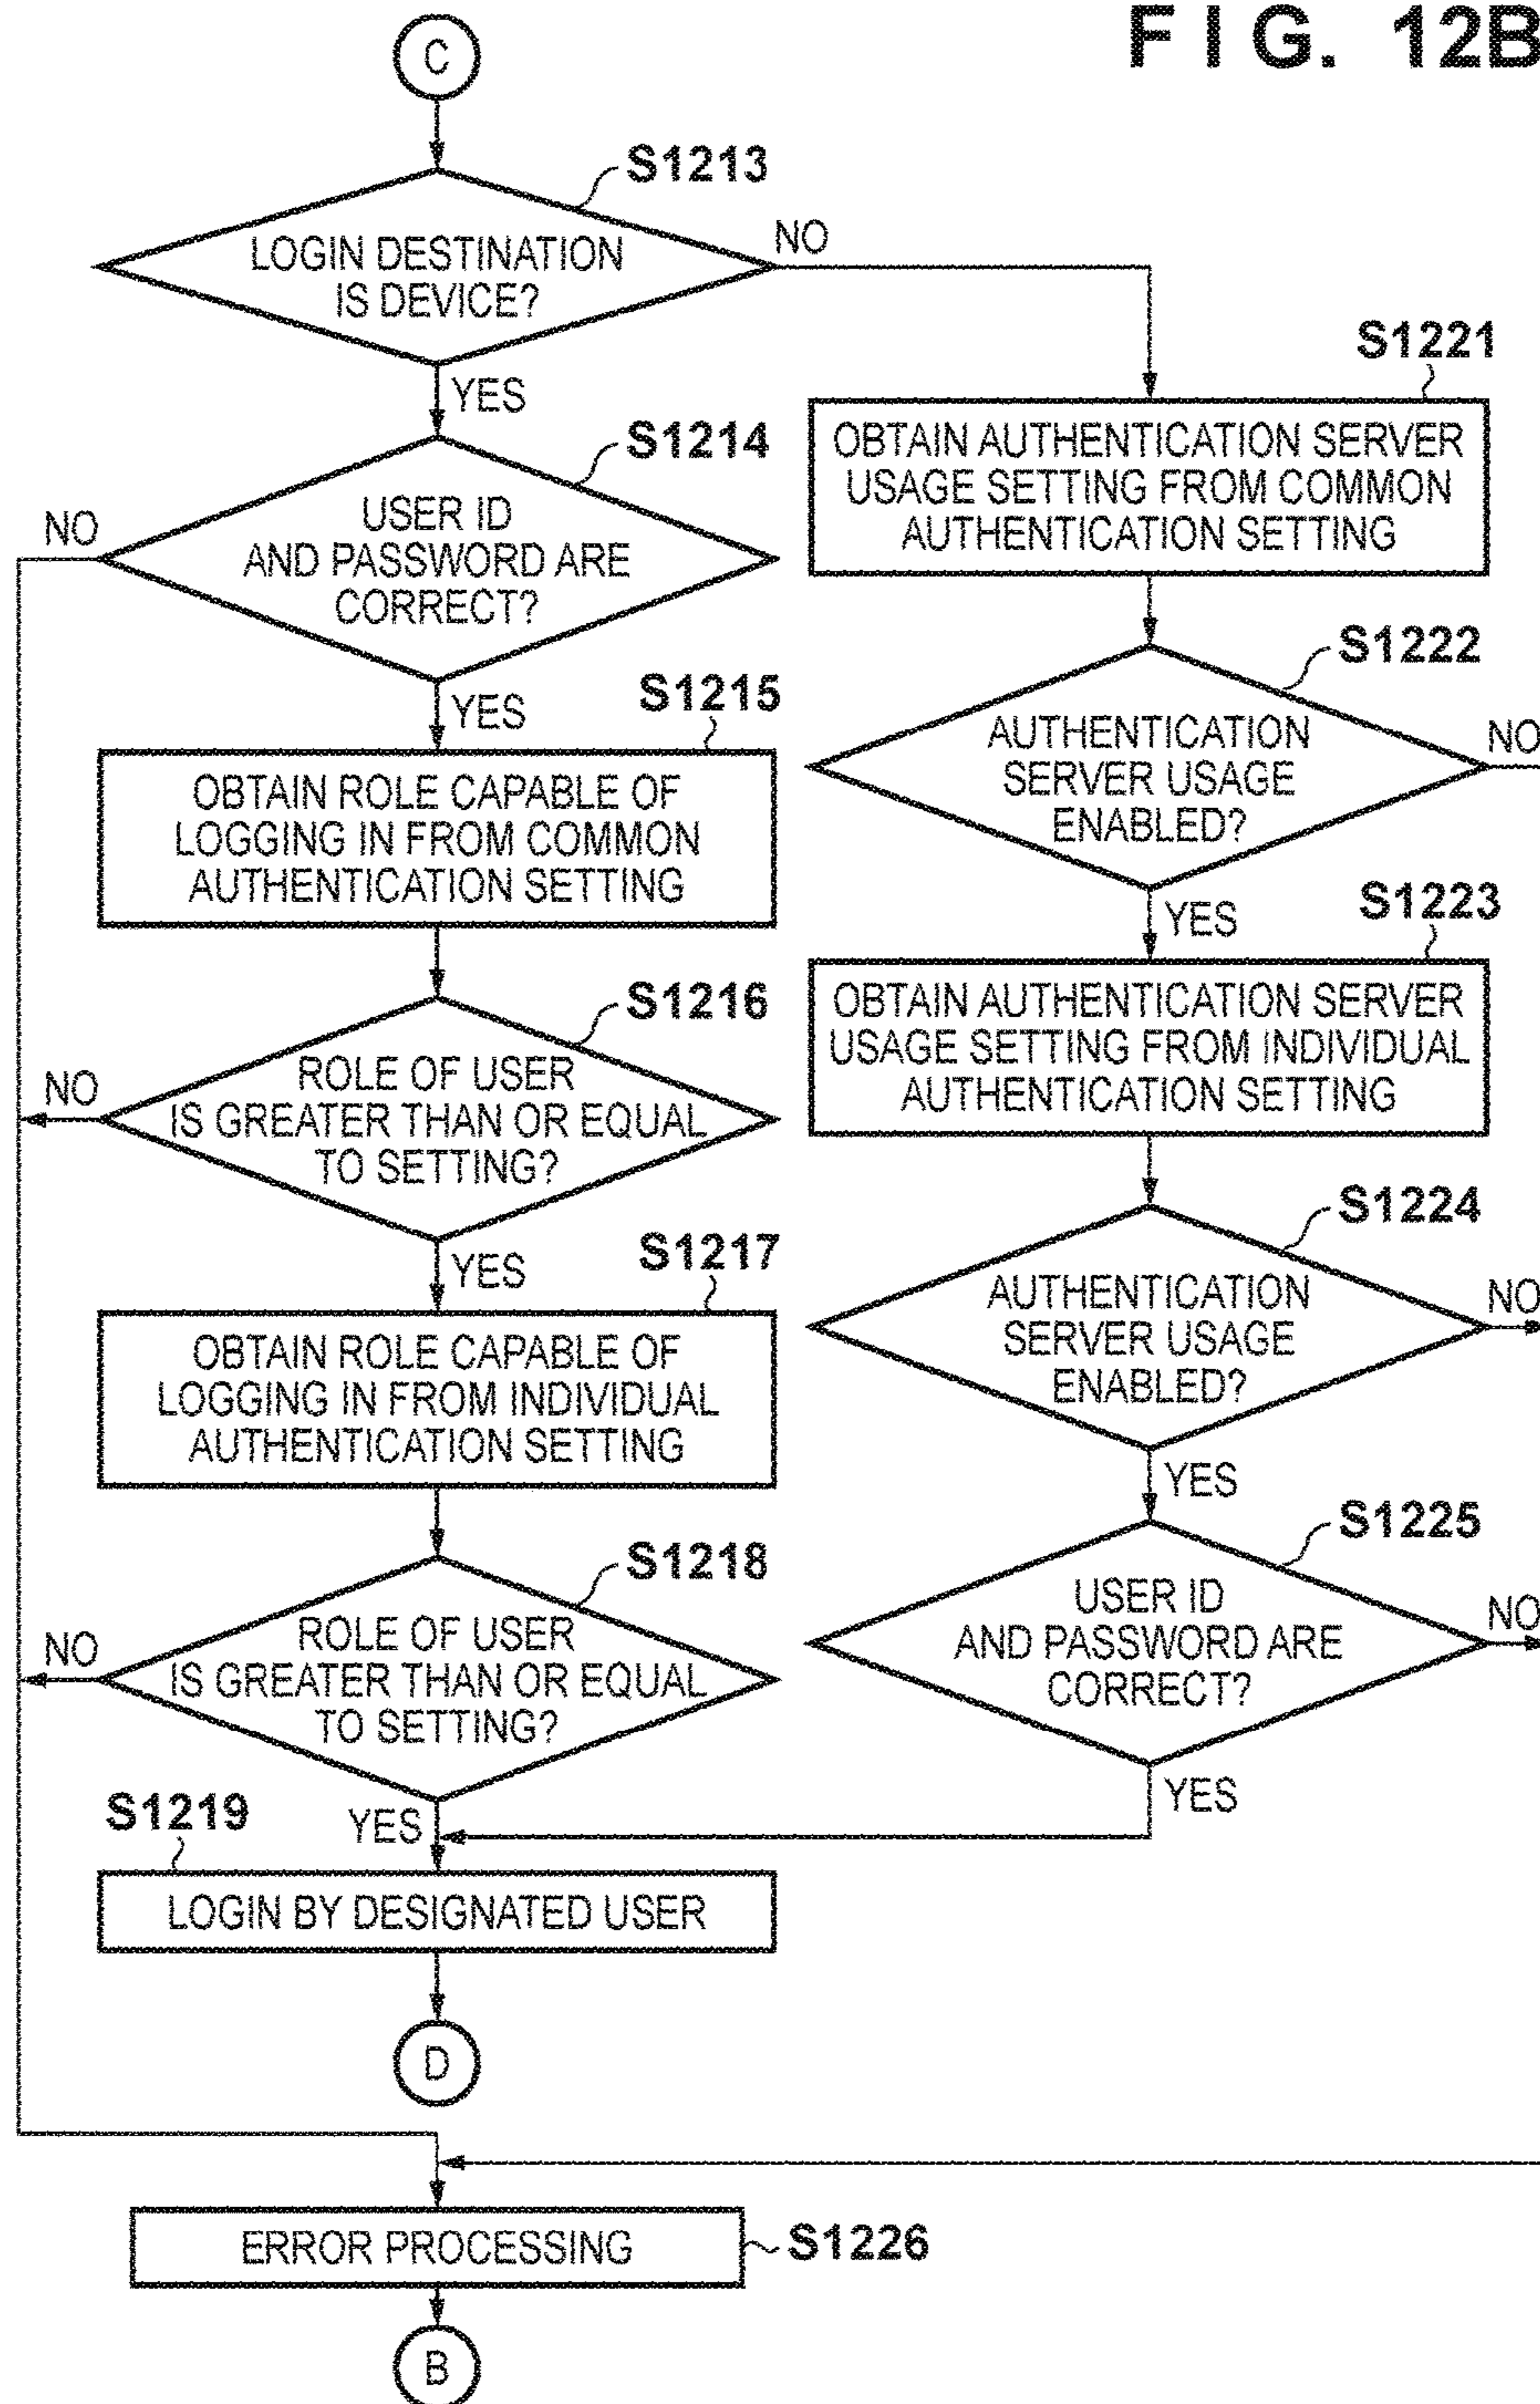 FIG. 12B
C
S1213
LOGIN DESTINATION
IS DEVICE?
NO
YES
S1214
USER ID
AND PASSWORD ARE
CORRECT?
NO
YES
S1215
OBTAIN ROLE CAPABLE OF
LOGGING IN FROM COMMON
AUTHENTICATION SETTING
S1216
ROLE OF USER
IS GREATER THAN OR EQUAL
TO SETTING?
NO
YES
S1217
OBTAIN ROLE CAPABLE OF
LOGGING IN FROM INDIVIDUAL
AUTHENTICATION SETTING
S1218
ROLE OF USER
IS GREATER THAN OR EQUAL
TO SETTING?
NO
YES
S1219
LOGIN BY DESIGNATED USER
D
S1221
OBTAIN AUTHENTICATION SERVER
USAGE SETTING FROM COMMON
AUTHENTICATION SETTING
S1222
AUTHENTICATION
SERVER USAGE
ENABLED?
NO
YES
S1223
OBTAIN AUTHENTICATION SERVER
USAGE SETTING FROM INDIVIDUAL
AUTHENTICATION SETTING
S1224
AUTHENTICATION
SERVER USAGE
ENABLED?
NO
YES
S1225
USER ID
AND PASSWORD ARE
CORRECT?
NO
YES
ERROR PROCESSING
S1226
B